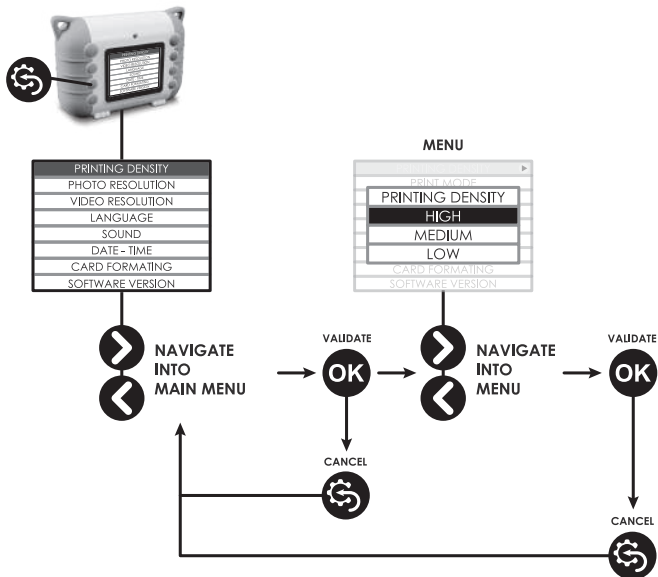 MENU
PRINTING DENSITY
PHOTO RESOLUTION
VIDEO RESOLUTION
LANGUAGE
SOUND
DATE - TIME
CARD FORMATING
SOFTWARE VERSION
PRINT MODE
PRINTING DENSITY
HIGH
MEDIUM
LOW
CARD FORMATING
SOFTWARE VERSION
NAVIGATE
INTO
MAIN MENU
VALIDATE
OK
CANCEL
NAVIGATE
INTO
MENU
VALIDATE
OK
CANCEL